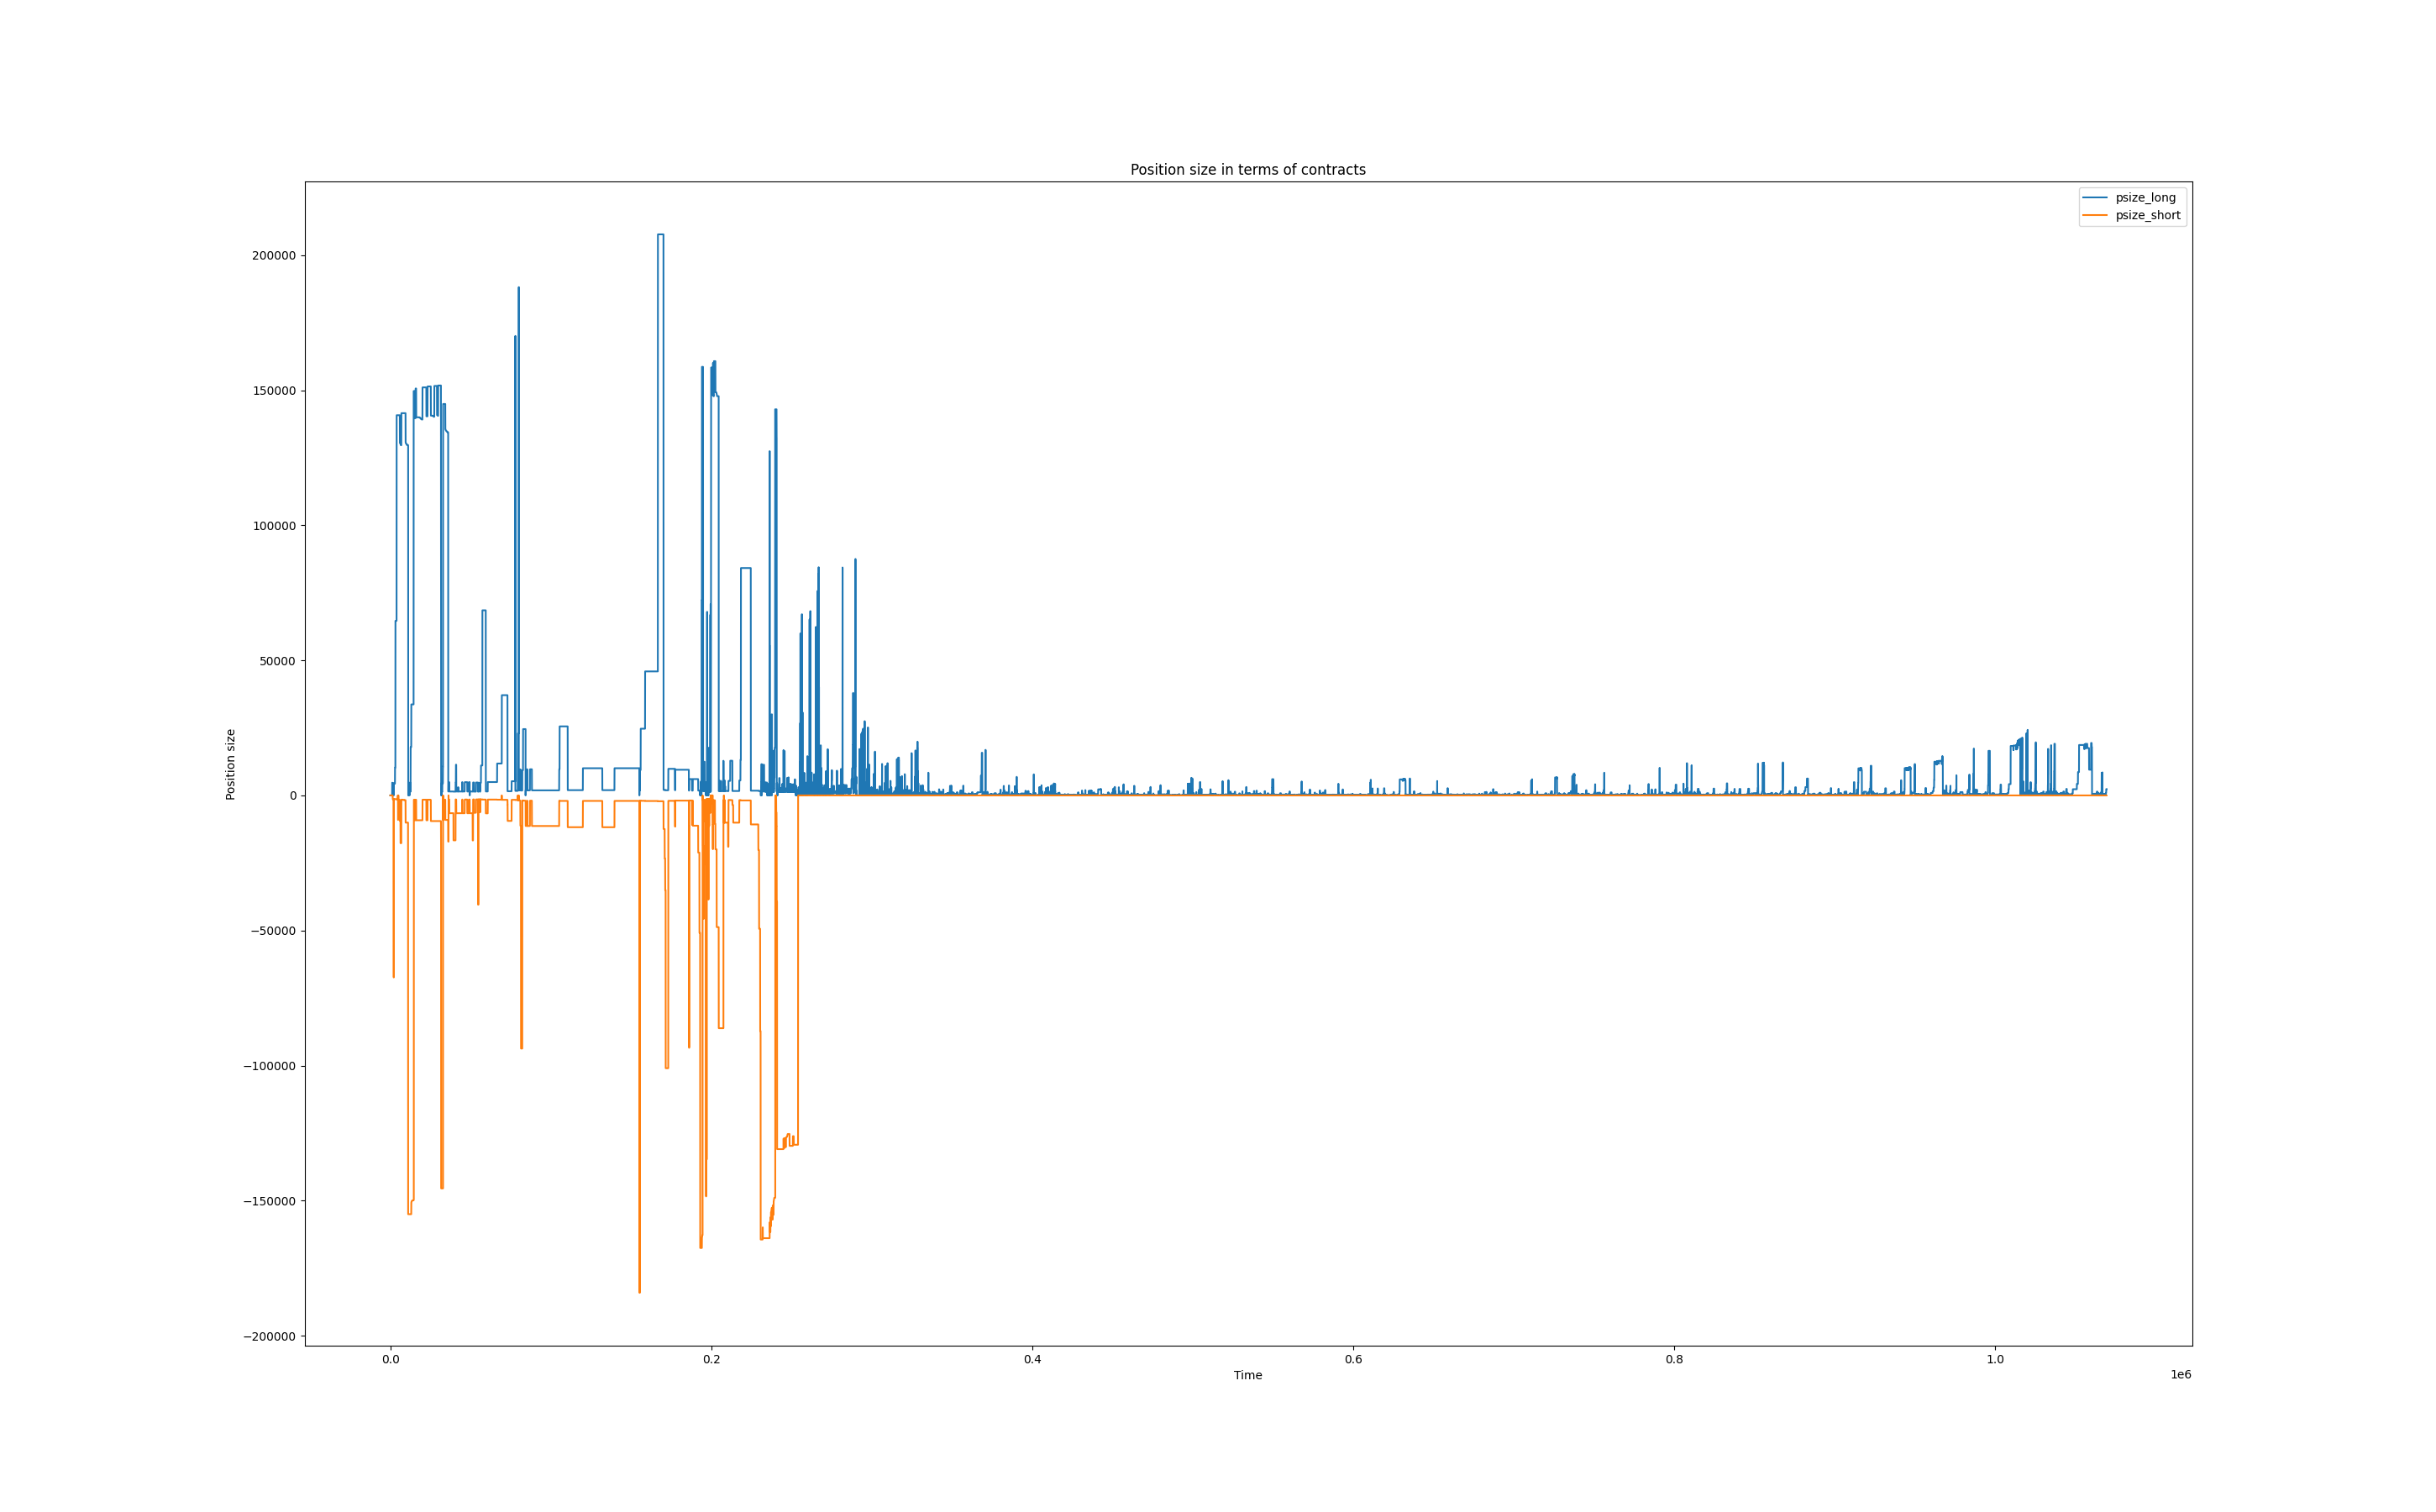 Position size in terms of contracts
psize_long
psize_short
200000
150000
100000
50000
0
−50000
−100000
−150000
−200000
Position size
0.0 0.2 0.4 0.6 0.8 1.0
Time
1e6